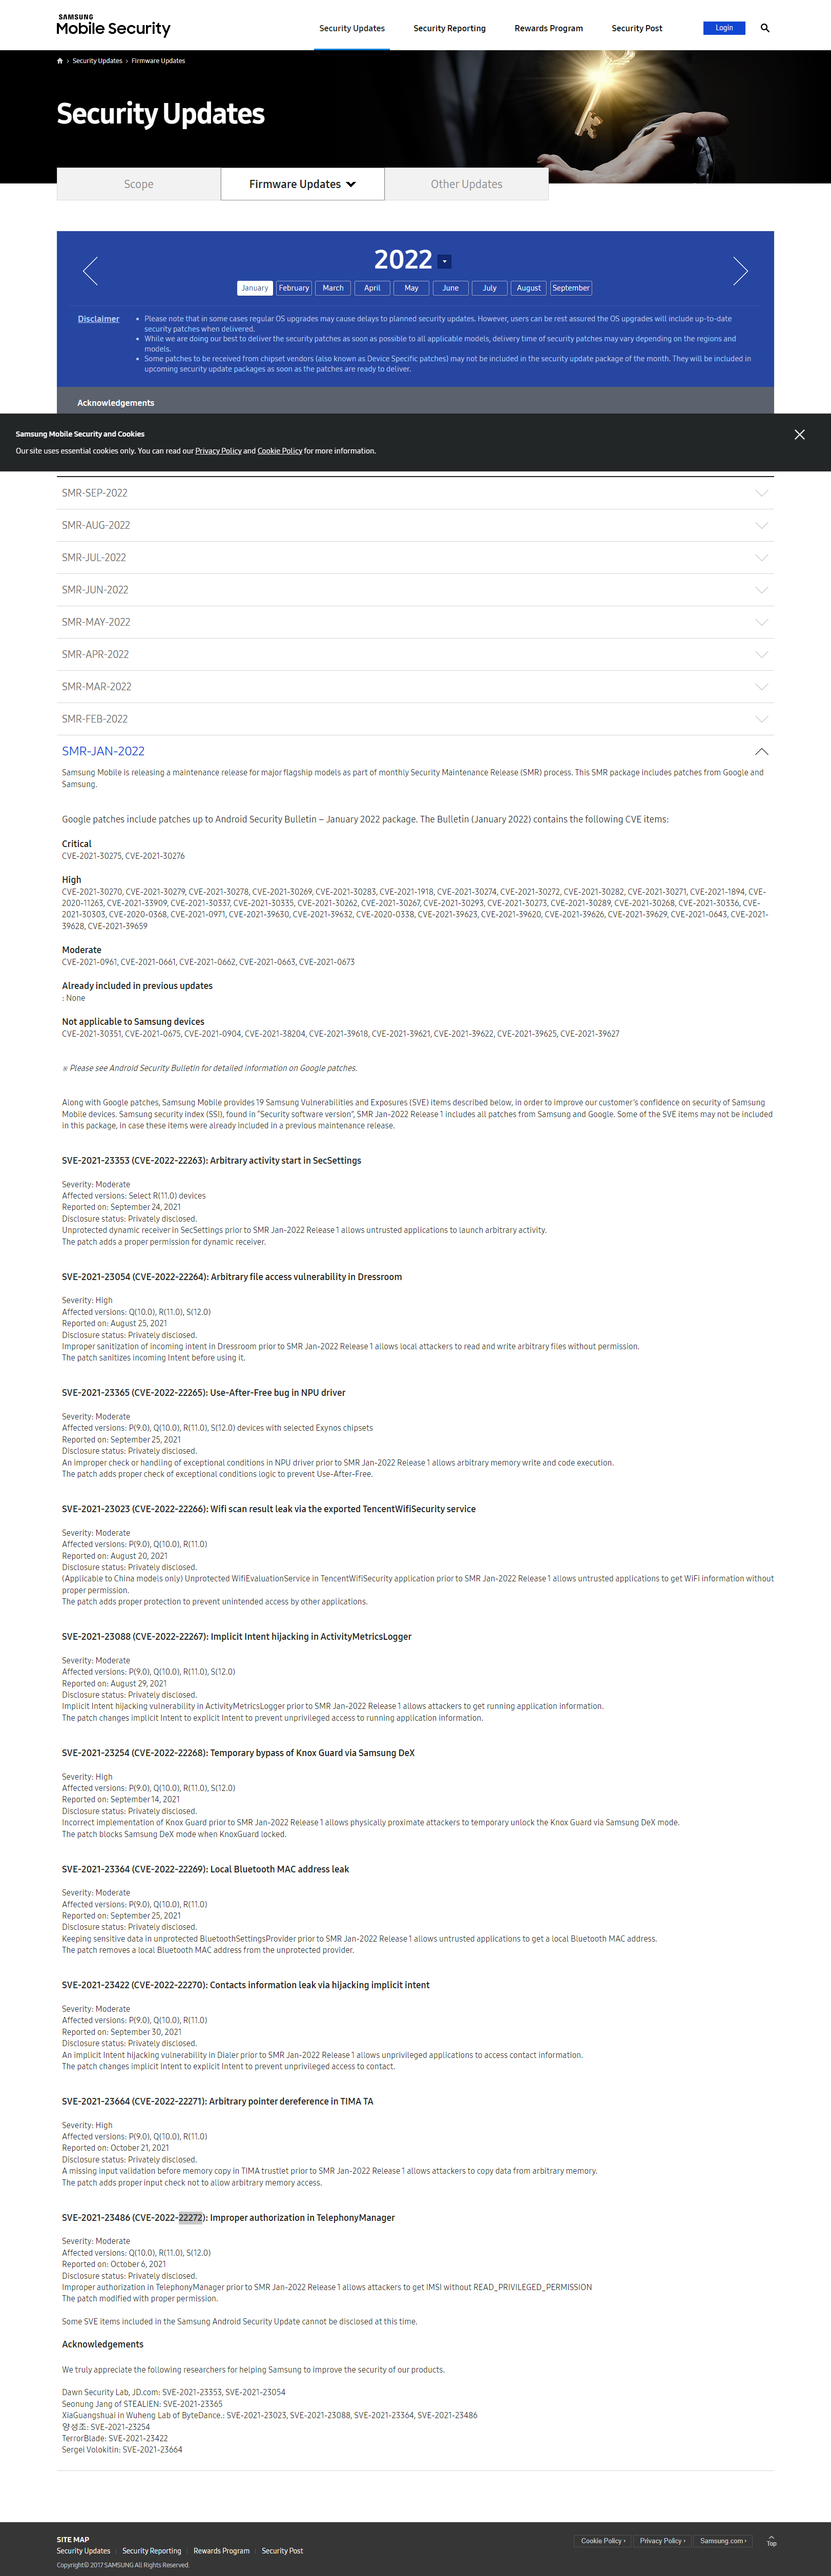 SAMSUNG
Mobile Security
Security Updates
Security Reporting
Rewards Program
Security Post
Login
Security Updates › Firmware Updates
Security Updates
Scope
Firmware Updates
Other Updates
2022
January
February
March
April
May
June
July
August
September
Disclaimer
• Please note that in some cases regular OS upgrades may cause delays to planned security updates. However, users can be rest assured the OS upgrades will include up-to-date
security patches when delivered.
• While we are doing our best to deliver the security patches as soon as possible to all applicable models, delivery time of security patches may vary depending on the regions and
models.
• Some patches to be received from chipset vendors (also known as Device Specific patches) may not be included in the security update package of the month. They will be included in
upcoming security update packages as soon as the patches are ready to deliver.
Acknowledgements
Samsung Mobile Security and Cookies
Our site uses essential cookies only. You can read our Privacy Policy and Cookie Policy for more information.
SMR-SEP-2022
SMR-AUG-2022
SMR-JUL-2022
SMR-JUN-2022
SMR-MAY-2022
SMR-APR-2022
SMR-MAR-2022
SMR-FEB-2022
SMR-JAN-2022
Samsung Mobile is releasing a maintenance release for major flagship models as part of monthly Security Maintenance Release (SMR) process. This SMR package includes patches from Google and
Samsung.
Google patches include patches up to Android Security Bulletin – January 2022 package. The Bulletin (January 2022) contains the following CVE items:
Critical
CVE-2021-30275, CVE-2021-30276
High
CVE-2021-30270, CVE-2021-30279, CVE-2021-30278, CVE-2021-30269, CVE-2021-30283, CVE-2021-1918, CVE-2021-30274, CVE-2021-30272, CVE-2021-30282, CVE-2021-30271, CVE-2021-1894, CVE-
2020-11263, CVE-2021-33909, CVE-2021-30337, CVE-2021-30335, CVE-2021-30262, CVE-2021-30267, CVE-2021-30293, CVE-2021-30273, CVE-2021-30289, CVE-2021-30268, CVE-2021-30336, CVE-
2021-30303, CVE-2020-0368, CVE-2021-0971, CVE-2021-39630, CVE-2021-39632, CVE-2020-0338, CVE-2021-39623, CVE-2021-39620, CVE-2021-39626, CVE-2021-39629, CVE-2021-0643, CVE-2021-
39628, CVE-2021-39659
Moderate
CVE-2021-0961, CVE-2021-0661, CVE-2021-0662, CVE-2021-0663, CVE-2021-0673
Already included in previous updates
: None
Not applicable to Samsung devices
CVE-2021-30351, CVE-2021-0675, CVE-2021-0904, CVE-2021-38204, CVE-2021-39618, CVE-2021-39621, CVE-2021-39622, CVE-2021-39625, CVE-2021-39627
※ Please see Android Security Bulletin for detailed information on Google patches.
Along with Google patches, Samsung Mobile provides 19 Samsung Vulnerabilities and Exposures (SVE) items described below, in order to improve our customer's confidence on security of Samsung
Mobile devices. Samsung security index (SSI), found in "Security software version", SMR Jan-2022 Release 1 includes all patches from Samsung and Google. Some of the SVE items may not be included
in this package, in case these items were already included in a previous maintenance release.
SVE-2021-23353 (CVE-2022-22263): Arbitrary activity start in SecSettings
Severity: Moderate
Affected versions: Select R(11.0) devices
Reported on: September 24, 2021
Disclosure status: Privately disclosed.
Unprotected dynamic receiver in SecSettings prior to SMR Jan-2022 Release 1 allows untrusted applications to launch arbitrary activity.
The patch adds a proper permission for dynamic receiver.
SVE-2021-23054 (CVE-2022-22264): Arbitrary file access vulnerability in Dressroom
Severity: High
Affected versions: Q(10.0), R(11.0), S(12.0)
Reported on: August 25, 2021
Disclosure status: Privately disclosed.
Improper sanitization of incoming intent in Dressroom prior to SMR Jan-2022 Release 1 allows local attackers to read and write arbitrary files without permission.
The patch sanitizes incoming Intent before using it.
SVE-2021-23365 (CVE-2022-22265): Use-After-Free bug in NPU driver
Severity: Moderate
Affected versions: P(9.0), Q(10.0), R(11.0), S(12.0) devices with selected Exynos chipsets
Reported on: September 25, 2021
Disclosure status: Privately disclosed.
An improper check or handling of exceptional conditions in NPU driver prior to SMR Jan-2022 Release 1 allows arbitrary memory write and code execution.
The patch adds proper check of exceptional conditions logic to prevent Use-After-Free.
SVE-2021-23023 (CVE-2022-22266): Wifi scan result leak via the exported TencentWifiSecurity service
Severity: Moderate
Affected versions: P(9.0), Q(10.0), R(11.0)
Reported on: August 20, 2021
Disclosure status: Privately disclosed.
(Applicable to China models only) Unprotected WifiEvaluationService in TencentWifiSecurity application prior to SMR Jan-2022 Release 1 allows untrusted applications to get WiFi information without
proper permission.
The patch adds proper protection to prevent unintended access by other applications.
SVE-2021-23088 (CVE-2022-22267): Implicit Intent hijacking in ActivityMetricsLogger
Severity: Moderate
Affected versions: P(9.0), Q(10.0), R(11.0), S(12.0)
Reported on: August 29, 2021
Disclosure status: Privately disclosed.
Implicit Intent hijacking vulnerability in ActivityMetricsLogger prior to SMR Jan-2022 Release 1 allows attackers to get running application information.
The patch changes implicit Intent to explicit Intent to prevent unprivileged access to running application information.
SVE-2021-23254 (CVE-2022-22268): Temporary bypass of Knox Guard via Samsung DeX
Severity: High
Affected versions: P(9.0), Q(10.0), R(11.0), S(12.0)
Reported on: September 14, 2021
Disclosure status: Privately disclosed.
Incorrect implementation of Knox Guard prior to SMR Jan-2022 Release 1 allows physically proximate attackers to temporary unlock the Knox Guard via Samsung DeX mode.
The patch blocks Samsung DeX mode when KnoxGuard locked.
SVE-2021-23364 (CVE-2022-22269): Local Bluetooth MAC address leak
Severity: Moderate
Affected versions: P(9.0), Q(10.0), R(11.0)
Reported on: September 25, 2021
Disclosure status: Privately disclosed.
Keeping sensitive data in unprotected BluetoothSettingsProvider prior to SMR Jan-2022 Release 1 allows untrusted applications to get a local Bluetooth MAC address.
The patch removes a local Bluetooth MAC address from the unprotected provider.
SVE-2021-23422 (CVE-2022-22270): Contacts information leak via hijacking implicit intent
Severity: Moderate
Affected versions: P(9.0), Q(10.0), R(11.0)
Reported on: September 30, 2021
Disclosure status: Privately disclosed.
An implicit Intent hijacking vulnerability in Dialer prior to SMR Jan-2022 Release 1 allows unprivileged applications to access contact information.
The patch changes implicit Intent to explicit Intent to prevent unprivileged access to contact.
SVE-2021-23664 (CVE-2022-22271): Arbitrary pointer dereference in TIMA TA
Severity: High
Affected versions: P(9.0), Q(10.0), R(11.0)
Reported on: October 21, 2021
Disclosure status: Privately disclosed.
A missing input validation before memory copy in TIMA trustlet prior to SMR Jan-2022 Release 1 allows attackers to copy data from arbitrary memory.
The patch adds proper input check not to allow arbitrary memory access.
SVE-2021-23486 (CVE-2022-22272): Improper authorization in TelephonyManager
Severity: Moderate
Affected versions: Q(10.0), R(11.0), S(12.0)
Reported on: October 6, 2021
Disclosure status: Privately disclosed.
Improper authorization in TelephonyManager prior to SMR Jan-2022 Release 1 allows attackers to get IMSI without READ_PRIVILEGED_PERMISSION
The patch modified with proper permission.
Some SVE items included in the Samsung Android Security Update cannot be disclosed at this time.
Acknowledgements
We truly appreciate the following researchers for helping Samsung to improve the security of our products.
Dawn Security Lab, JD.com: SVE-2021-23353, SVE-2021-23054
Seonung Jang of STEALIEN: SVE-2021-23365
XiaGuangshuai in Wuheng Lab of ByteDance.: SVE-2021-23023, SVE-2021-23088, SVE-2021-23364, SVE-2021-23486
양성조: SVE-2021-23254
TerrorBlade: SVE-2021-23422
Sergei Volokitin: SVE-2021-23664
SITE MAP
Security Updates | Security Reporting | Rewards Program | Security Post
Copyright© 2017 SAMSUNG All Rights Reserved.
Cookie Policy ›
Privacy Policy ›
Samsung.com ›
Top